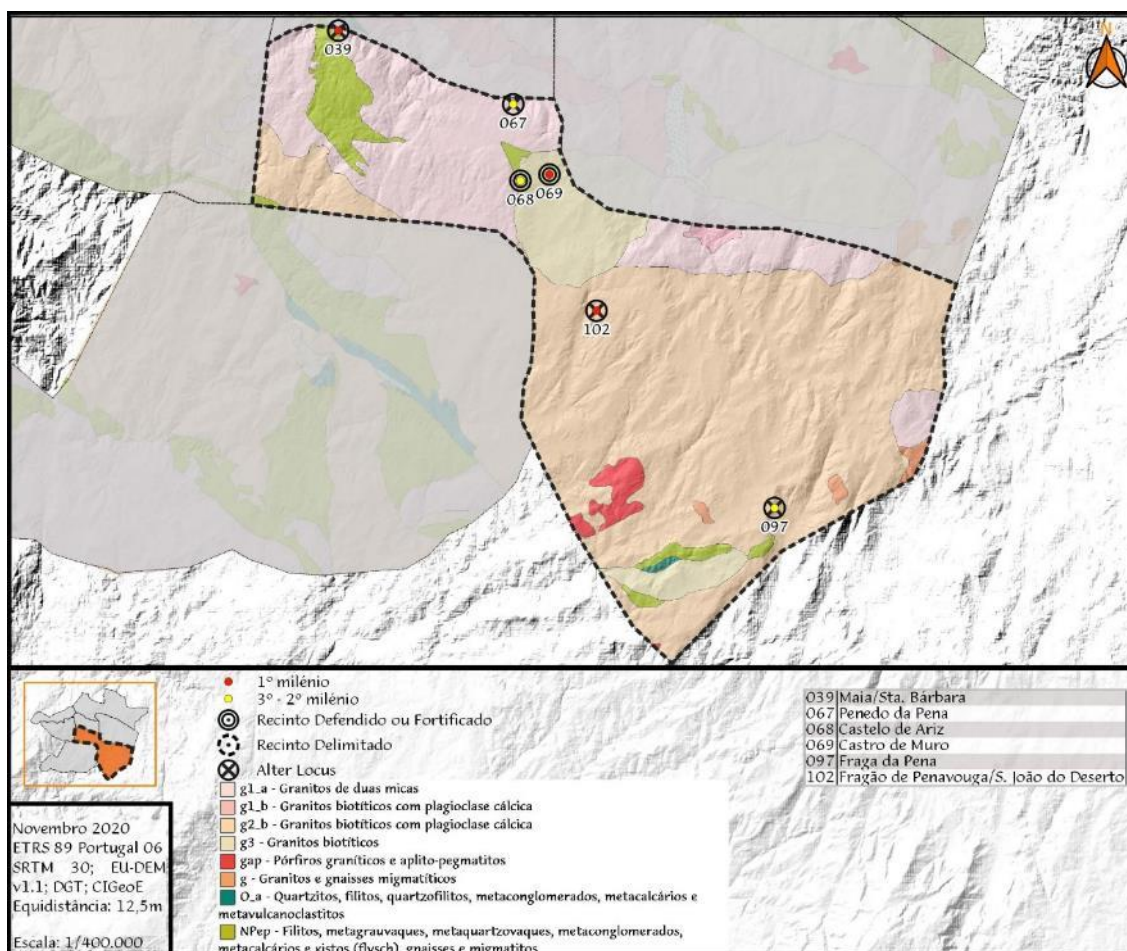 N
039
067
068
069
102
097
1º milénio
3º - 2º milénio
Recinto Defendido ou Fortificado
Recinto Delimitado
Alter Locus
g1_a - Granitos de duas micas
g1_b - Granitos biotíticos com plagioclase cálcica
g2_b - Granitos biotíticos com plagioclase cálcica
g3 - Granitos biotíticos
gap - Pórfiros graníticos e aplito-pegmatitos
g - Granitos e gnaisses migmatíticos
O_a - Quartzitos, filitos, quartzofilitos, metaconglomerados, metacalcários e
metavulcanoclastitos
NPep - Filitos, metagrauvaques, metaquartzovaques, metaconglomerados,
metacalcários e xistos (flysch), gnaisses e migmatitos
Novembro 2020
ETRS 89 Portugal 06
SRTM 30; EU-DEM
v1.1; DGT; CIGeoE
Equidistância: 12,5m
Escala: 1/400.000
039 Maia/Sta. Bárbara
067 Penedo da Pena
068 Castelo de Ariz
069 Castro de Muro
097 Fraga da Pena
102 Fragão de Penavouga/S. João do Deserto